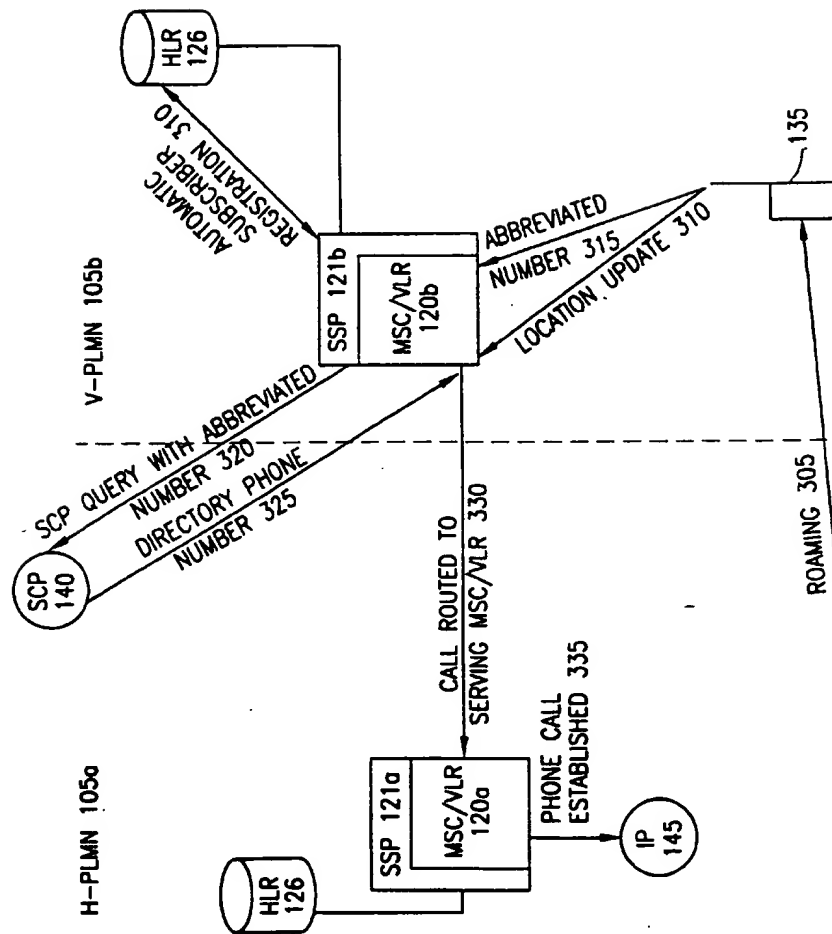 H-PLMN 105a
V-PLMN 105b
SCP
140
SCP QUERY WITH ABBREVIATED
NUMBER 320
DIRECTORY PHONE
NUMBER 325
AUTOMATIC
SUBSCRIBER
REGISTRATION 310
HLR
126
HLR
126
SSP 121a
MSC/VLR
120a
SSP 121b
MSC/VLR
120b
CALL ROUTED TO
SERVING MSC/VLR 330
PHONE CALL
ESTABLISHED 335
IP
145
ABBREVIATED
NUMBER 315
LOCATION UPDATE 310
135
ROAMING 305